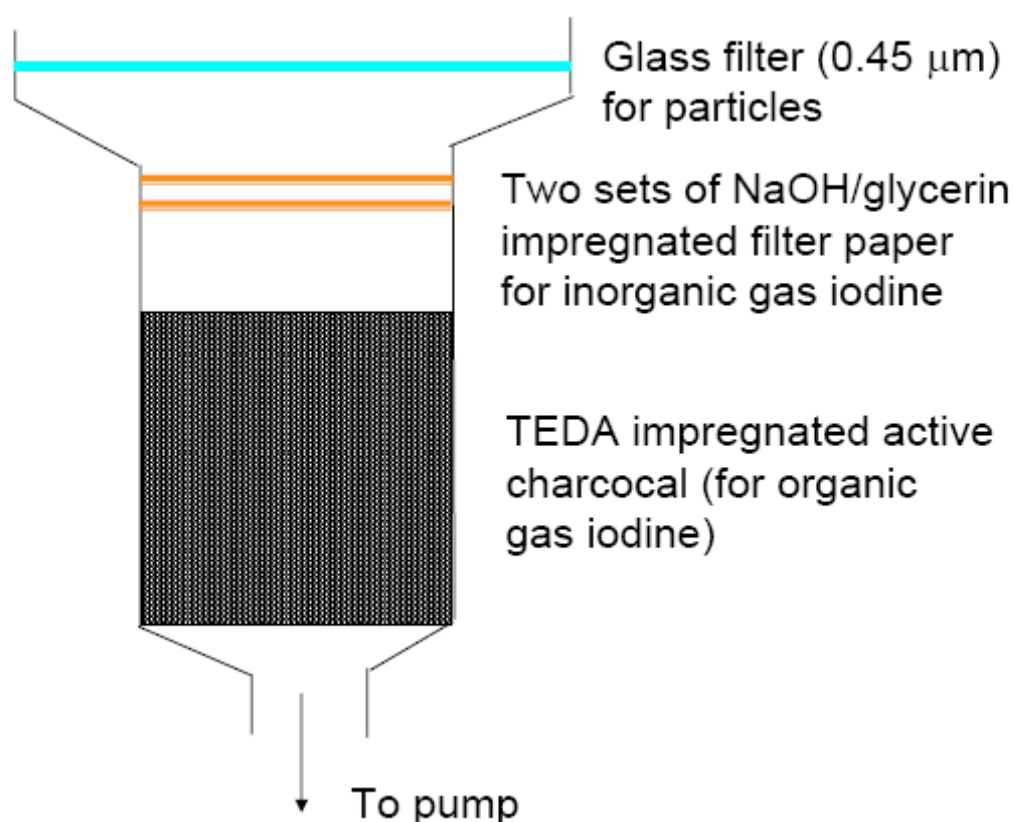 Glass filter (0.45 μm)
for particles
Two sets of NaOH/glycerin
impregnated filter paper
for inorganic gas iodine
TEDA impregnated active
charcocal (for organic
gas iodine)
To pump